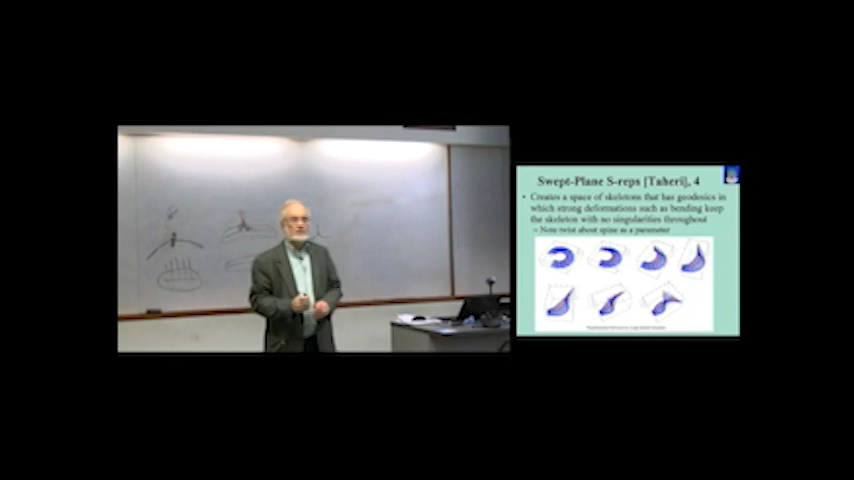 Swept-Plane S-reps [Taheri], 4
• Creates a space of skeletons that has geodesics in
which strong deformations such as bending keep
the skeleton with no singularities throughout
– Note twist about spine as a parameter